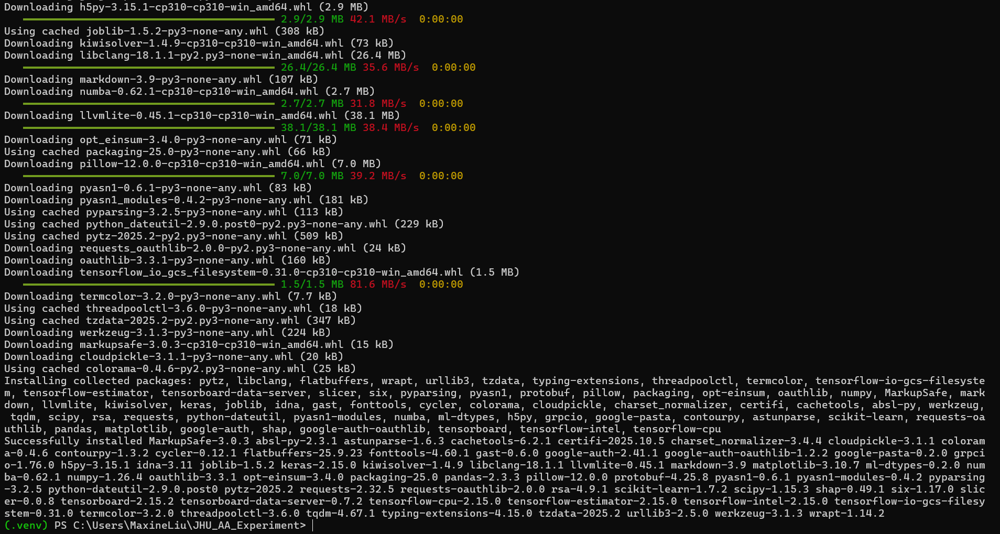 Downloading h5py-3.15.1-cp310-cp310-win_amd64.whl (2.9 MB)
2.9/2.9 MB 42.1 MB/s 0:00:00
Using cached joblib-1.5.2-py3-none-any.whl (308 kB)
Downloading kiwisolver-1.4.9-cp310-cp310-win_amd64.whl (73 kB)
Downloading libclang-18.1.1-py2.py3-none-win_amd64.whl (26.4 MB)
26.4/26.4 MB 35.6 MB/s 0:00:00
Downloading markdown-3.9-py3-none-any.whl (107 kB)
Downloading numba-0.62.1-cp310-cp310-win_amd64.whl (2.7 MB)
2.7/2.7 MB 31.8 MB/s 0:00:00
Downloading llvmlite-0.45.1-cp310-cp310-win_amd64.whl (38.1 MB)
38.1/38.1 MB 38.4 MB/s 0:00:00
Downloading opt_einsum-3.4.0-py3-none-any.whl (71 kB)
Using cached packaging-25.0-py3-none-any.whl (66 kB)
Downloading pillow-12.0.0-cp310-cp310-win_amd64.whl (7.0 MB)
7.0/7.0 MB 39.2 MB/s 0:00:00
Downloading pyasn1-0.6.1-py3-none-any.whl (83 kB)
Downloading pyasn1_modules-0.4.2-py3-none-any.whl (181 kB)
Using cached pyparsing-3.2.5-py3-none-any.whl (113 kB)
Using cached python_dateutil-2.9.0.post0-py2.py3-none-any.whl (229 kB)
Using cached pytz-2025.2-py2.py3-none-any.whl (509 kB)
Downloading requests_oauthlib-2.0.0-py2.py3-none-any.whl (24 kB)
Downloading oauthlib-3.3.1-py3-none-any.whl (160 kB)
Downloading tensorflow_io_gcs_filesystem-0.31.0-cp310-cp310-win_amd64.whl (1.5 MB)
1.5/1.5 MB 81.6 MB/s 0:00:00
Downloading termcolor-3.2.0-py3-none-any.whl (7.7 kB)
Using cached threadpoolctl-3.6.0-py3-none-any.whl (18 kB)
Using cached tzdata-2025.2-py2.py3-none-any.whl (347 kB)
Downloading werkzeug-3.1.3-py3-none-any.whl (224 kB)
Downloading markupsafe-3.0.3-cp310-cp310-win_amd64.whl (15 kB)
Downloading cloudpickle-3.1.1-py3-none-any.whl (20 kB)
Using cached colorama-0.4.6-py2.py3-none-any.whl (25 kB)
Installing collected packages: pytz, libclang, flatbuffers, wrapt, urllib3, tzdata, typing-extensions, threadpoolctl, termcolor, tensorflow-io-gcs-filesyste
m, tensorflow-estimator, tensorboard-data-server, slicer, six, pyparsing, pyasn1, protobuf, pillow, packaging, opt-einsum, oauthlib, numpy, MarkupSafe, mark
down, llvmlite, kiwisolver, keras, joblib, idna, gast, fonttools, cycler, colorama, cloudpickle, charset_normalizer, certifi, cachetools, absl-py, werkzeug,
tqdm, scipy, rsa, requests, python-dateutil, pyasn1-modules, numba, ml-dtypes, h5py, grpcio, google-pasta, contourpy, astunparse, scikit-learn, requests-oa
uthlib, pandas, matplotlib, google-auth, shap, google-auth-oauthlib, tensorboard, tensorflow-intel, tensorflow-cpu
Successfully installed MarkupSafe-3.0.3 absl-py-2.3.1 astunparse-1.6.3 cachetools-6.2.1 certifi-2025.10.5 charset_normalizer-3.4.4 cloudpickle-3.1.1 coloram
a-0.4.6 contourpy-1.3.2 cycler-0.12.1 flatbuffers-25.9.23 fonttools-4.60.1 gast-0.6.0 google-auth-2.41.1 google-auth-oauthlib-1.2.2 google-pasta-0.2.0 grpci
o-1.76.0 h5py-3.15.1 idna-3.11 joblib-1.5.2 keras-2.15.0 kiwisolver-1.4.9 libclang-18.1.1 llvmlite-0.45.1 markdown-3.9 matplotlib-3.10.7 ml-dtypes-0.2.0 num
ba-0.62.1 numpy-1.26.4 oauthlib-3.3.1 opt-einsum-3.4.0 packaging-25.0 pandas-2.3.3 pillow-12.0.0 protobuf-4.25.8 pyasn1-0.6.1 pyasn1-modules-0.4.2 pyparsing
-3.2.5 python-dateutil-2.9.0.post0 pytz-2025.2 requests-2.32.5 requests-oauthlib-2.0.0 rsa-4.9.1 scikit-learn-1.7.2 scipy-1.15.3 shap-0.49.1 six-1.17.0 slic
er-0.0.8 tensorboard-2.15.2 tensorboard-data-server-0.7.2 tensorflow-cpu-2.15.0 tensorflow-estimator-2.15.0 tensorflow-intel-2.15.0 tensorflow-io-gcs-filesy
stem-0.31.0 termcolor-3.2.0 threadpoolctl-3.6.0 tqdm-4.67.1 typing-extensions-4.15.0 tzdata-2025.2 urllib3-2.5.0 werkzeug-3.1.3 wrapt-1.14.2
(.venv) PS C:\Users\MaxineLiu\JHU_AA_Experiment>